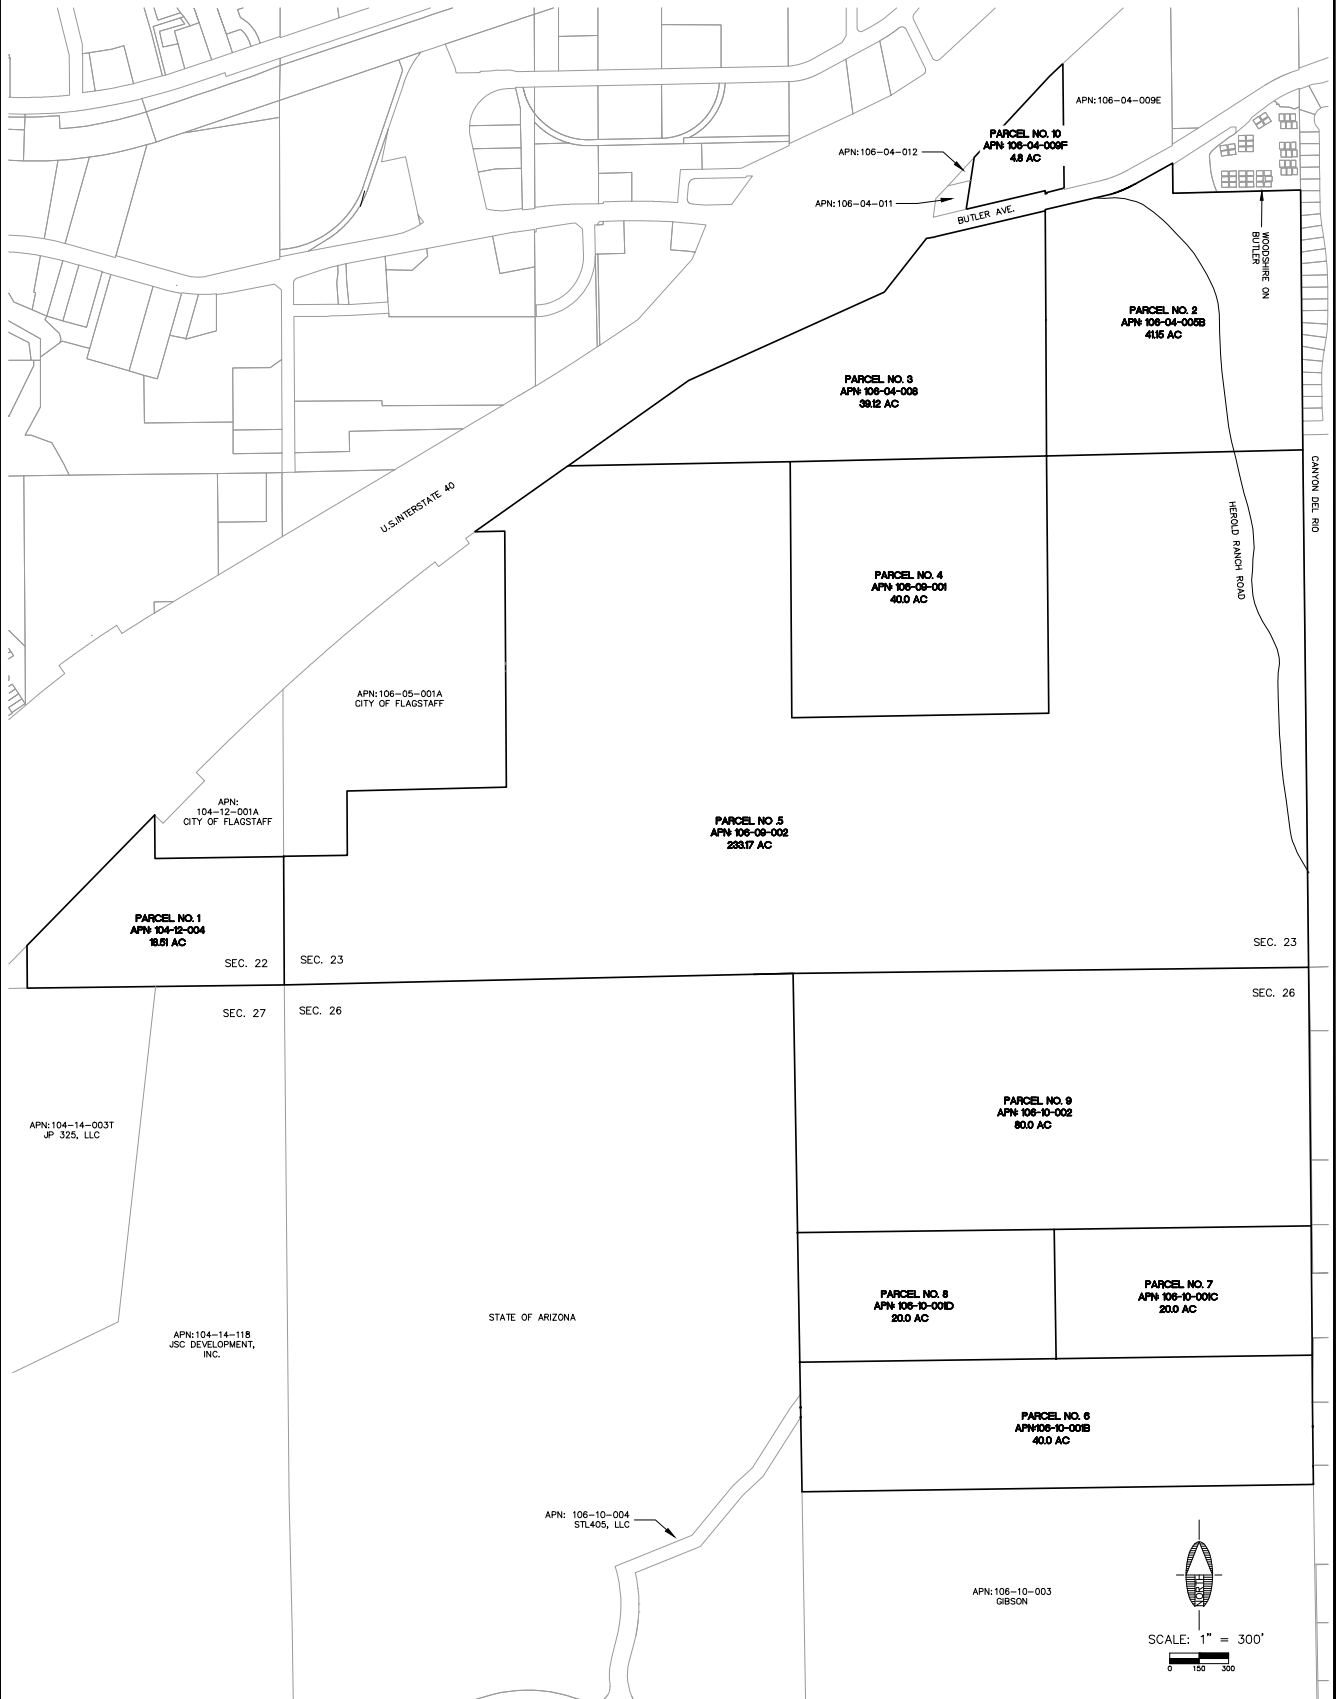 APN:106-04-009E
PARCEL NO. 10
APN: 106-04-009F
4.8 AC
APN:106-04-012
APN:106-04-011
BUTLER AVE.
WOODSHIRE ON
BUTLER
PARCEL NO. 2
APN: 106-04-005B
41.15 AC
PARCEL NO. 3
APN: 106-04-008
39.12 AC
CANYON DEL RIO
U.S.INTERSTATE 40
HEROLD RANCH ROAD
PARCEL NO. 4
APN: 106-09-001
40.0 AC
APN:106-05-001A
CITY OF FLAGSTAFF
APN:
104-12-001A
CITY OF FLAGSTAFF
PARCEL NO .5
APN: 106-09-002
233.17 AC
PARCEL NO. 1
APN: 104-12-004
18.51 AC
SEC. 22
SEC. 23
SEC. 23
SEC. 27
SEC. 26
SEC. 26
APN:104-14-003T
JP 325, LLC
PARCEL NO. 9
APN: 106-10-002
80.0 AC
PARCEL NO. 8
APN: 106-10-001D
20.0 AC
PARCEL NO. 7
APN: 106-10-001C
20.0 AC
STATE OF ARIZONA
APN:104-14-118
JSC DEVELOPMENT,
INC.
PARCEL NO. 6
APN:106-10-001B
40.0 AC
APN: 106-10-004
STL405, LLC
APN:106-10-003
GIBSON
NORTH
SCALE: 1" = 300'
0 150 300